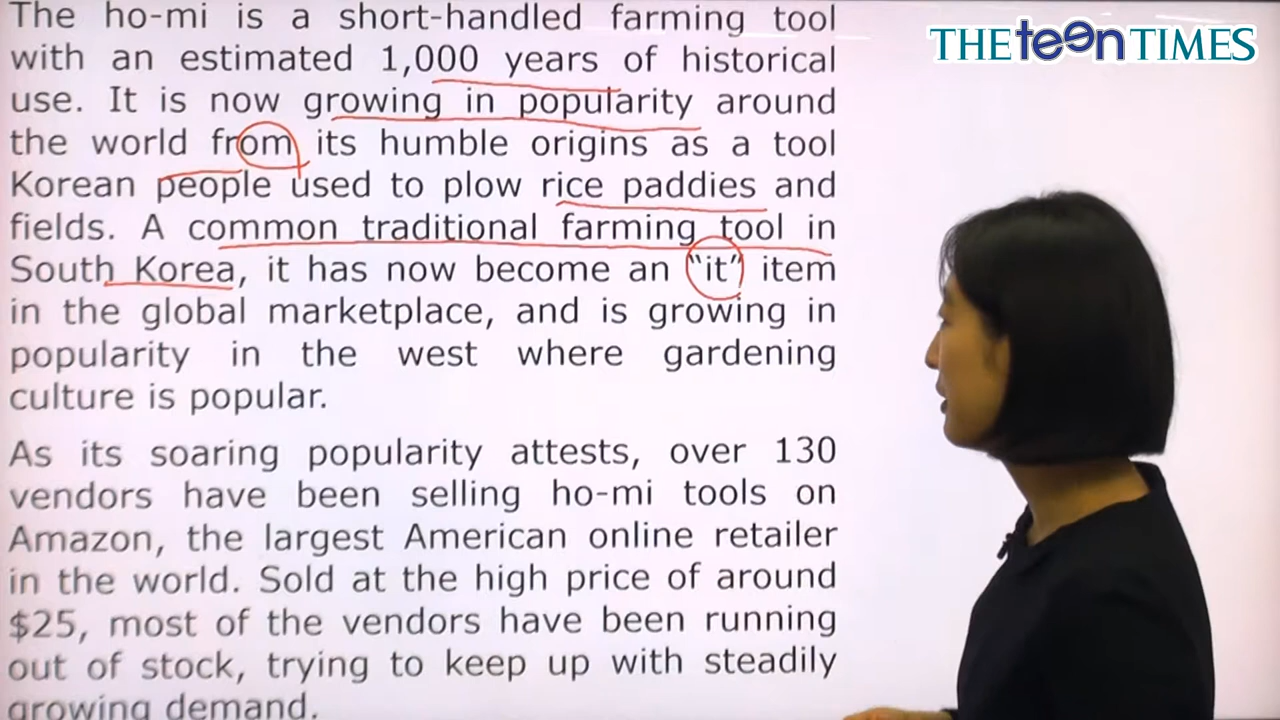 The ho-mi is a short-handled farming tool
with an estimated 1,000 years of historical
use. It is now growing in popularity around
the world from its humble origins as a tool
Korean people used to plow rice paddies and
fields. A common traditional farming tool in
South Korea, it has now become an "it" item
in the global marketplace, and is growing in
popularity in the west where gardening
culture is popular.
As its soaring popularity attests, over 130
vendors have been selling ho-mi tools on
Amazon, the largest American online retailer
in the world. Sold at the high price of around
$25, most of the vendors have been running
out of stock, trying to keep up with steadily
growing demand.
THE teen TIMES